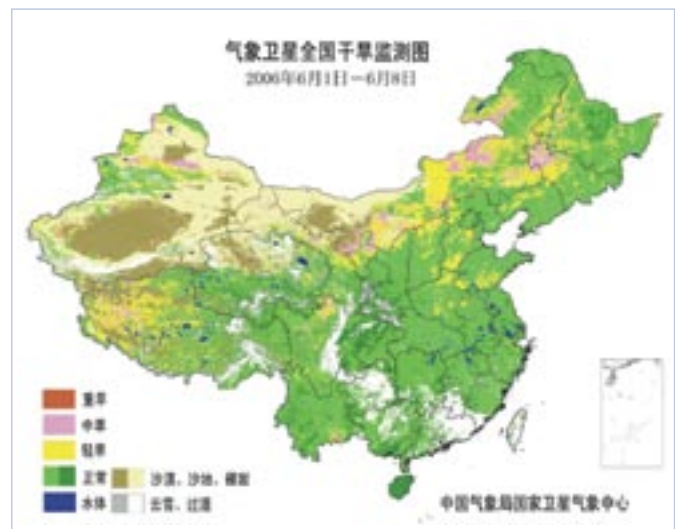 气象卫星全国干旱监测图
2006年6月1日－6月8日
重旱
中旱
轻旱
正常
沙漠、沙地、裸岩
水体
云雪、过湿
中国气象局国家卫星气象中心